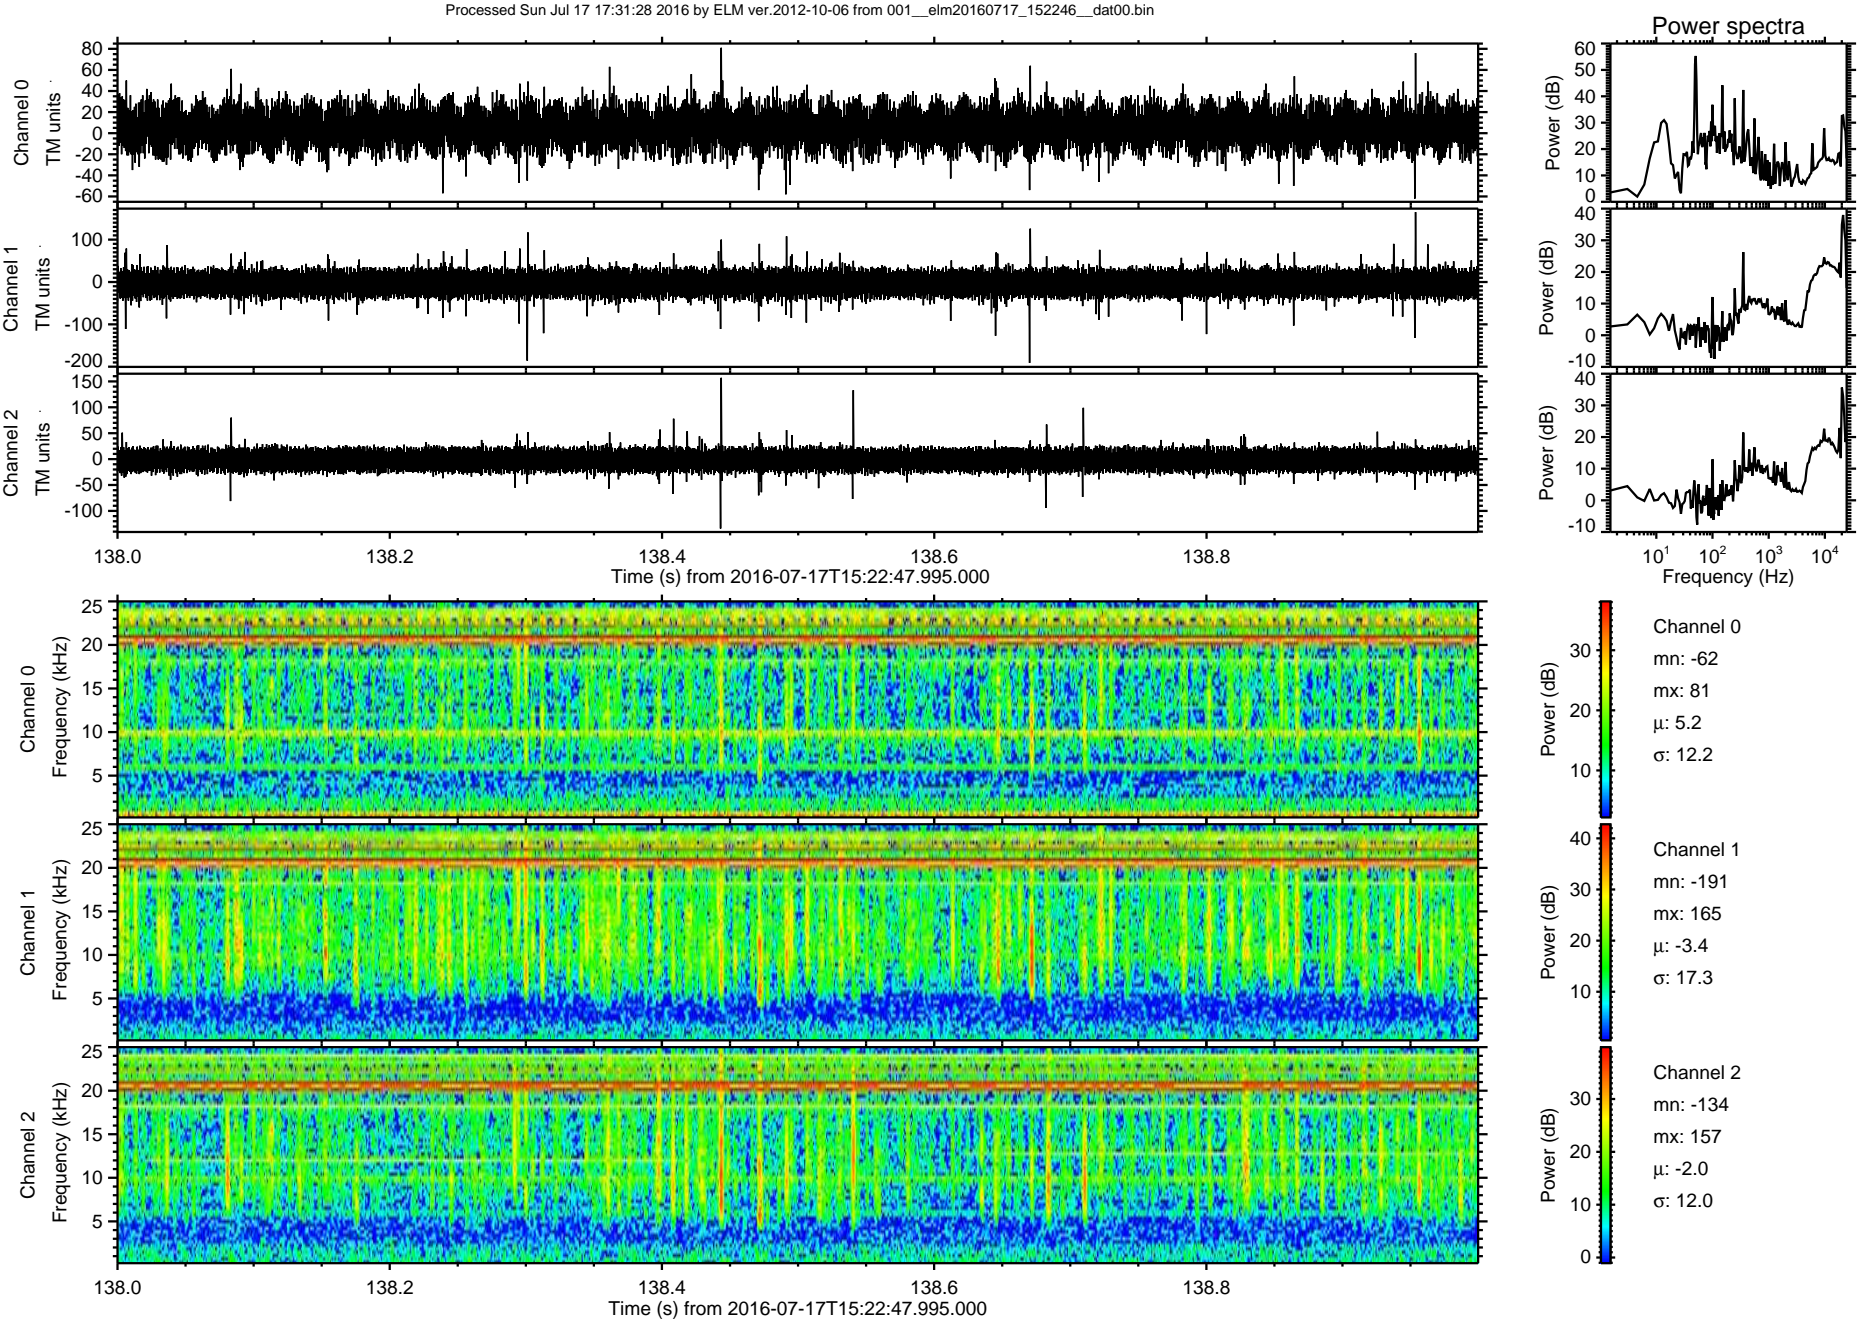 Processed Sun Jul 17 17:31:28 2016 by ELM ver.2012-10-06 from 001__elm20160717_152246__dat00.bin
Power spectra
Channel 0
TM units
80
60
40
20
0
-20
-40
-60
Power (dB)
60
50
40
30
20
10
0
Channel 1
TM units
100
0
-100
-200
Power (dB)
40
30
20
10
0
-10
Channel 2
TM units
150
100
50
0
-50
-100
Power (dB)
40
30
20
10
0
-10
138.0 138.2 138.4 138.6 138.8
Time (s) from 2016-07-17T15:22:47.995.000
10¹ 10² 10³ 10⁴
Frequency (Hz)
Channel 0
Frequency (kHz)
25
20
15
10
5
Power (dB)
30
20
10
Channel 0
mn: -62
mx: 81
μ: 5.2
σ: 12.2
Channel 1
Frequency (kHz)
25
20
15
10
5
Power (dB)
40
30
20
10
Channel 1
mn: -191
mx: 165
μ: -3.4
σ: 17.3
Channel 2
Frequency (kHz)
25
20
15
10
5
Power (dB)
30
20
10
0
Channel 2
mn: -134
mx: 157
μ: -2.0
σ: 12.0
138.0 138.2 138.4 138.6 138.8
Time (s) from 2016-07-17T15:22:47.995.000